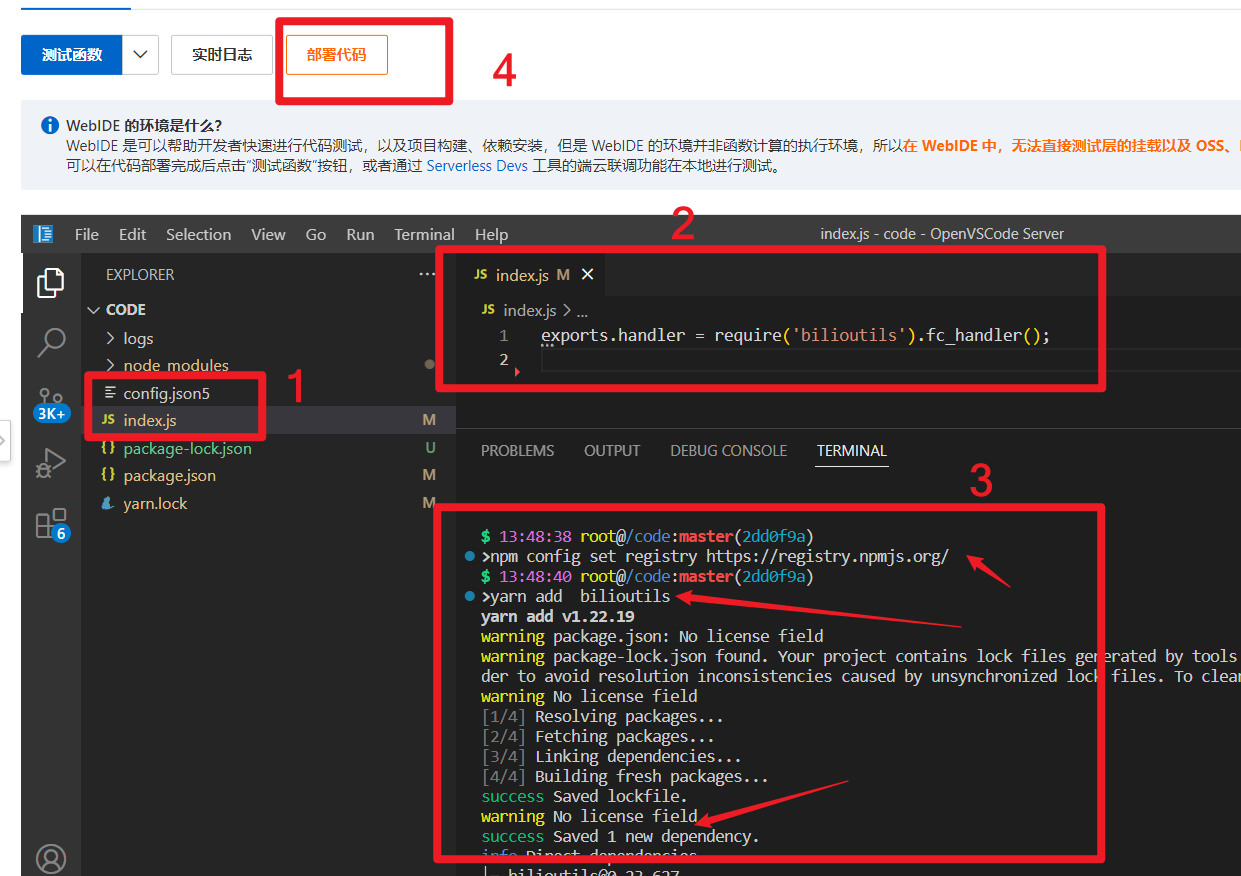 测试函数
实时日志
部署代码
4
WebIDE 的环境是什么?
WebIDE 是可以帮助开发者快速进行代码测试，以及项目构建、依赖安装，但是 WebIDE 的环境并非函数计算的执行环境，所以在 WebIDE 中，无法直接测试层的挂载以及 OSS、
可以在代码部署完成后点击“测试函数”按钮，或者通过 Serverless Devs 工具的端云联调功能在本地进行测试。
2
File Edit Selection View Go Run Terminal Help
index.js - code - OpenVSCode Server
EXPLORER
...
JS index.js M
CODE
JS index.js > ...
logs
1 exports.handler = require('bilioutils').fc_handler();
node_modules
2
config.json5
1
JS index.js M
3K+
{} package-lock.json U
PROBLEMS OUTPUT DEBUG CONSOLE TERMINAL
{} package.json M
3
yarn.lock M
6
$ 13:48:38 root@/code:master(2dd0f9a)
>npm config set registry https://registry.npmjs.org/
$ 13:48:40 root@/code:master(2dd0f9a)
>yarn add  bilioutils
yarn add v1.22.19
warning package.json: No license field
warning package-lock.json found. Your project contains lock files generated by tools
der to avoid resolution inconsistencies caused by unsynchronized lock files. To clear
warning No license field
[1/4] Resolving packages...
[2/4] Fetching packages...
[3/4] Linking dependencies...
[4/4] Building fresh packages...
success Saved lockfile.
warning No license field
success Saved 1 new dependency.
info Direct dependencies
└─ bilioutils@0.23.627